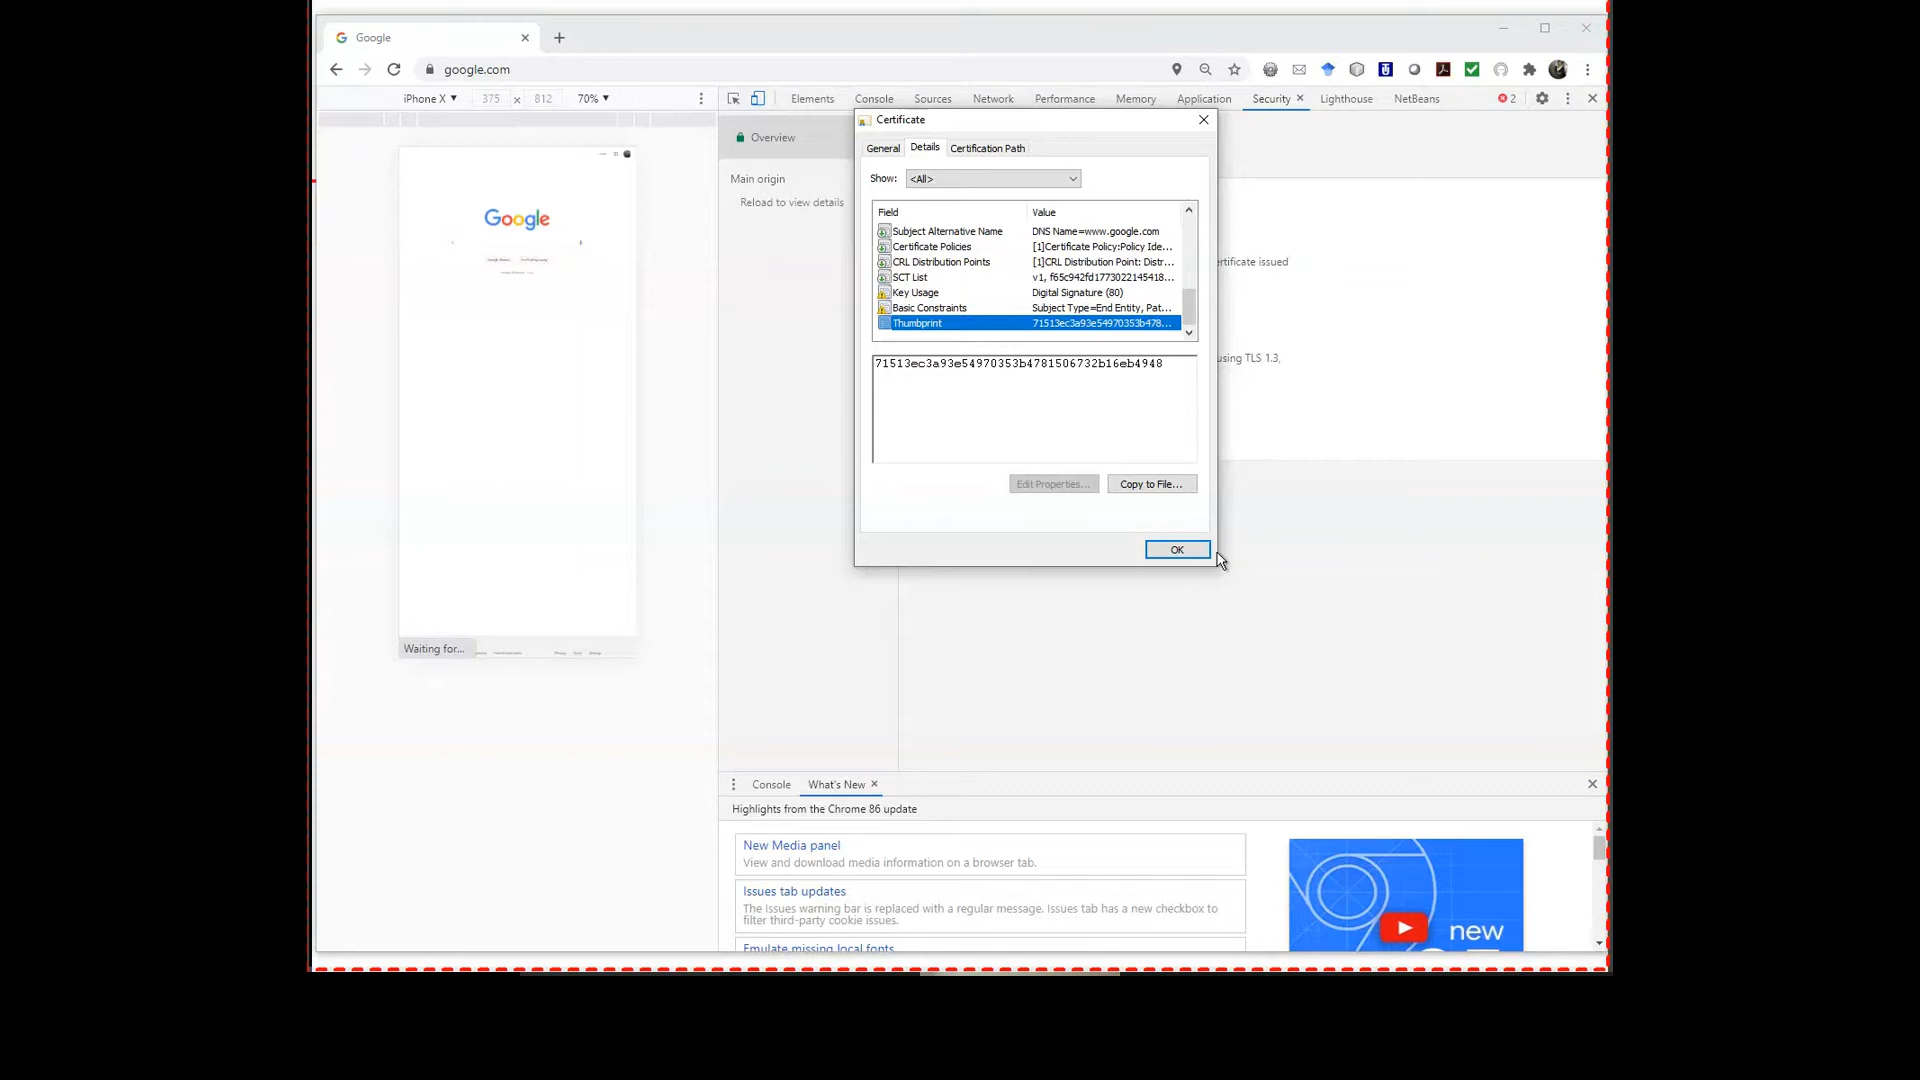 Google
google.com
iPhone X
375
x
812
70%
Elements
Console
Sources
Network
Performance
Memory
Application
Security
Lighthouse
NetBeans
2
Certificate
Overview
General
Details
Certification Path
Main origin
Show:
<All>
Reload to view details
Field
Value
Subject Alternative Name
DNS Name=www.google.com
Certificate Policies
[1]Certificate Policy:Policy Ide...
CRL Distribution Points
[1]CRL Distribution Point: Distr...
SCT List
v1, f65c942fd1773022145418...
Key Usage
Digital Signature (80)
Basic Constraints
Subject Type=End Entity, Pat...
Thumbprint
71513ec3a93e54970353b478...
71513ec3a93e54970353b4781506732b16eb4948
Edit Properties...
Copy to File...
OK
ertificate issued
using TLS 1.3,
Google
Waiting for...
Console
What's New
Highlights from the Chrome 86 update
New Media panel
View and download media information on a browser tab.
Issues tab updates
The Issues warning bar is replaced with a regular message. Issues tab has a new checkbox to
filter third-party cookie issues.
Emulate missing local fonts
new